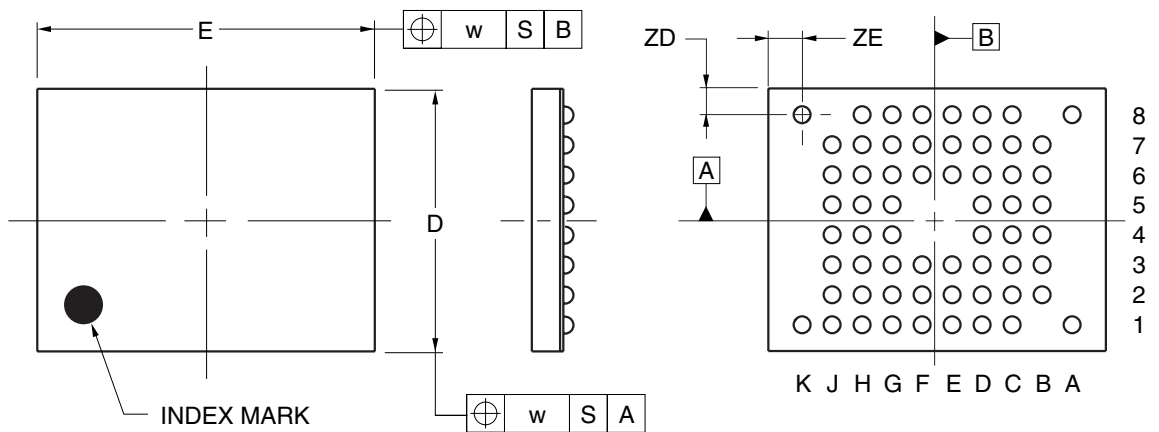 E
⌖ w S B
D
INDEX MARK
⌖ w S A
ZD
ZE
B
A
8
7
6
5
4
3
2
1
K J H G F E D C B A